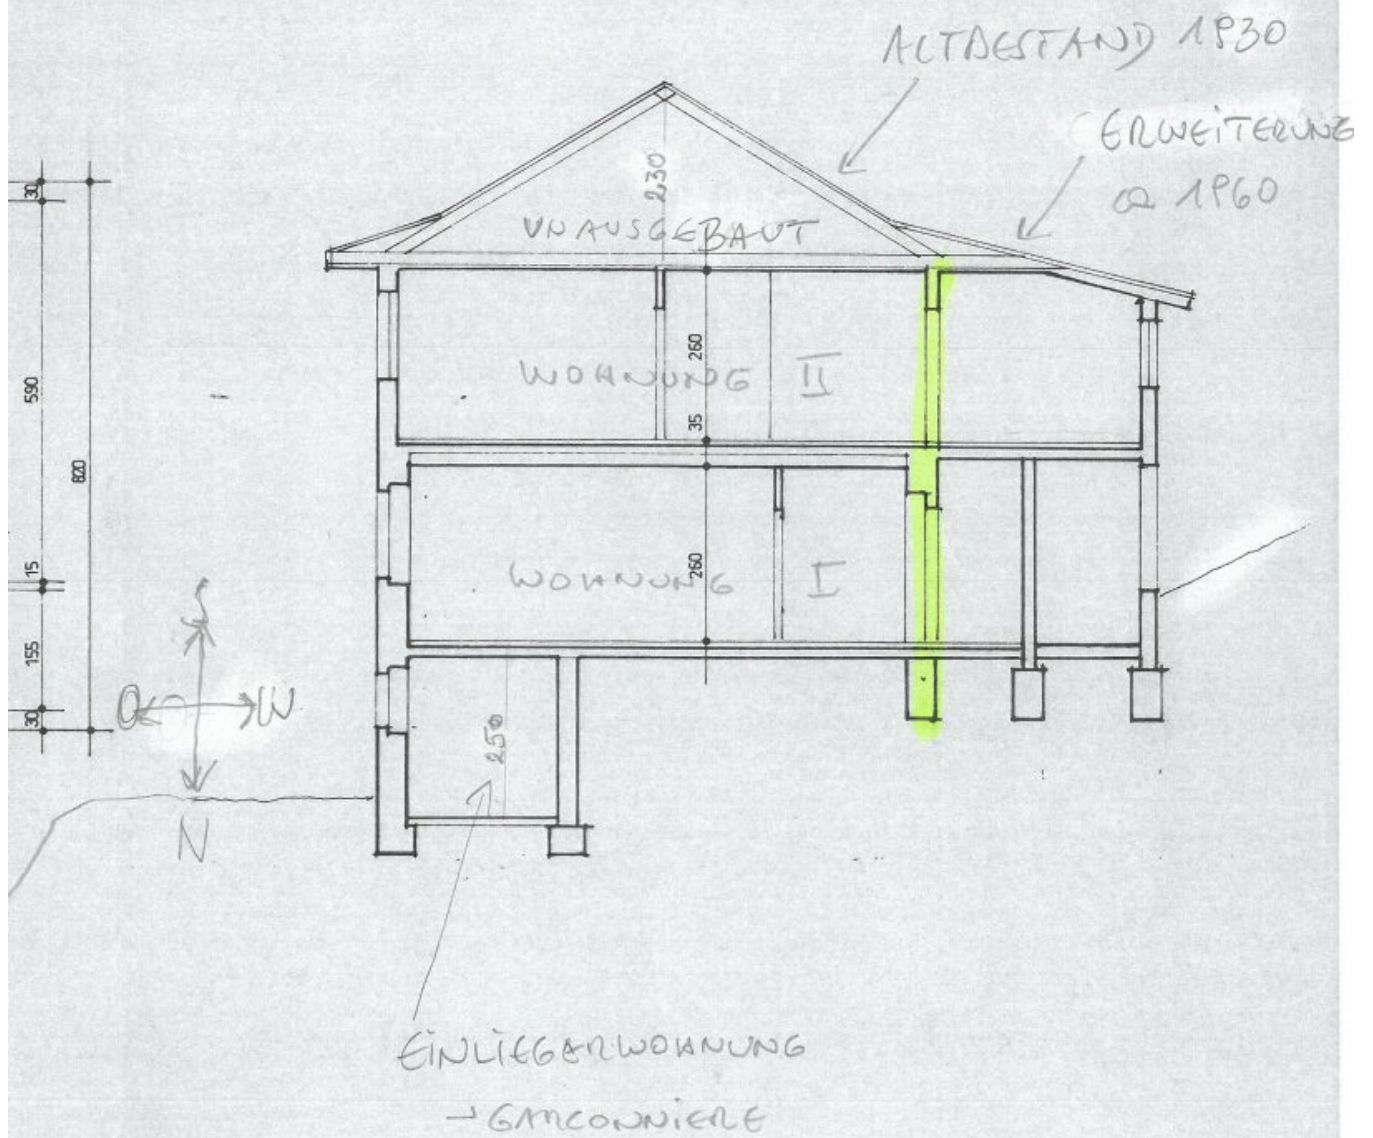 ALTBESTAND 1930
ERWEITERUNG
ca 1960
30
230
UNAUSGEBAUT
590
820
260
WOHNUNG II
35
15
260
WOHNUNG I
155
30
S
O W
N
250
EINLIEGERWOHNUNG
→ GARCONNIERE